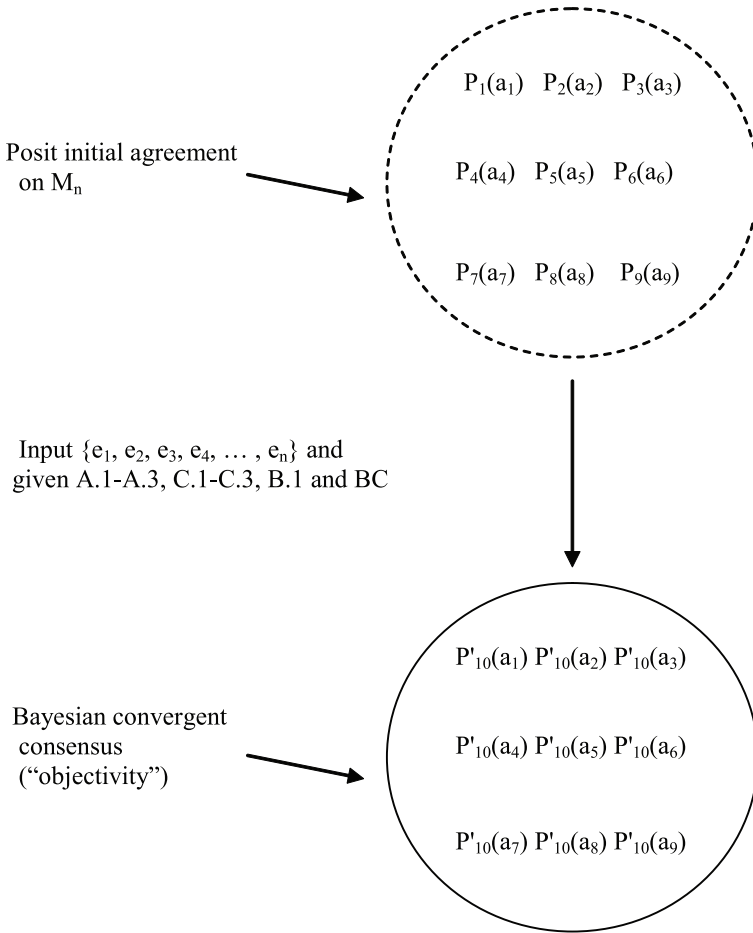 P₁(a₁) P₂(a₂) P₃(a₃)
Posit initial agreement
on Mₙ
P₄(a₄) P₅(a₅) P₆(a₆)
P₇(a₇) P₈(a₈) P₉(a₉)
Input {e₁, e₂, e₃, e₄, … , eₙ} and
given A.1-A.3, C.1-C.3, B.1 and BC
P'₁₀(a₁) P'₁₀(a₂) P'₁₀(a₃)
Bayesian convergent
consensus
(“objectivity”)
P'₁₀(a₄) P'₁₀(a₅) P'₁₀(a₆)
P'₁₀(a₇) P'₁₀(a₈) P'₁₀(a₉)